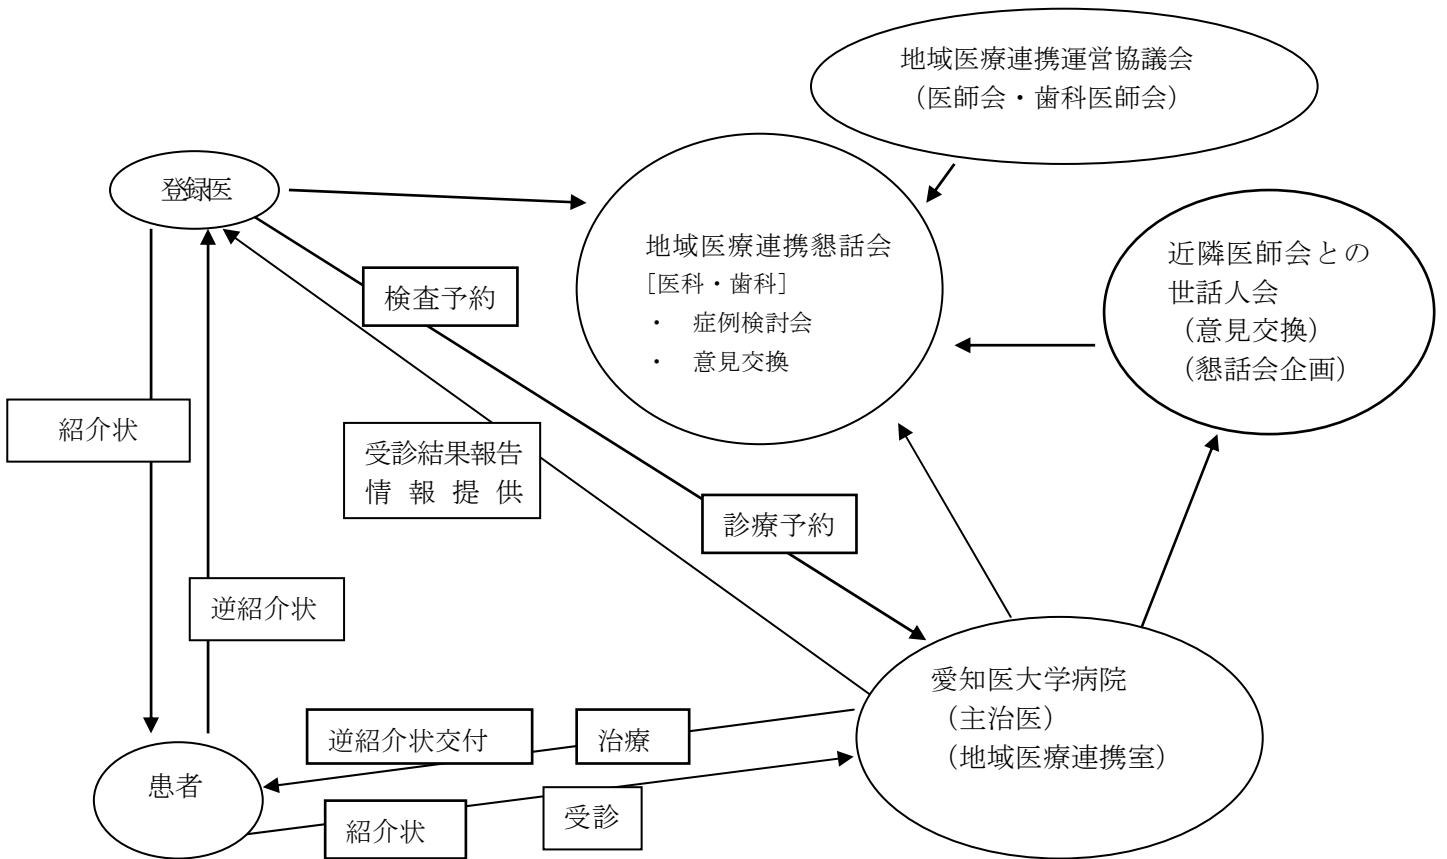 地域医療連携運営協議会
（医師会・歯科医師会）
登録医
地域医療連携懇話会
[医科・歯科]
・　症例検討会
・　意見交換
近隣医師会との
世話人会
（意見交換）
（懇話会企画）
検査予約
紹介状
受診結果報告
情 報 提 供
診療予約
逆紹介状
愛知医大学病院
（主治医）
（地域医療連携室）
逆紹介状交付
治療
患者
紹介状
受診